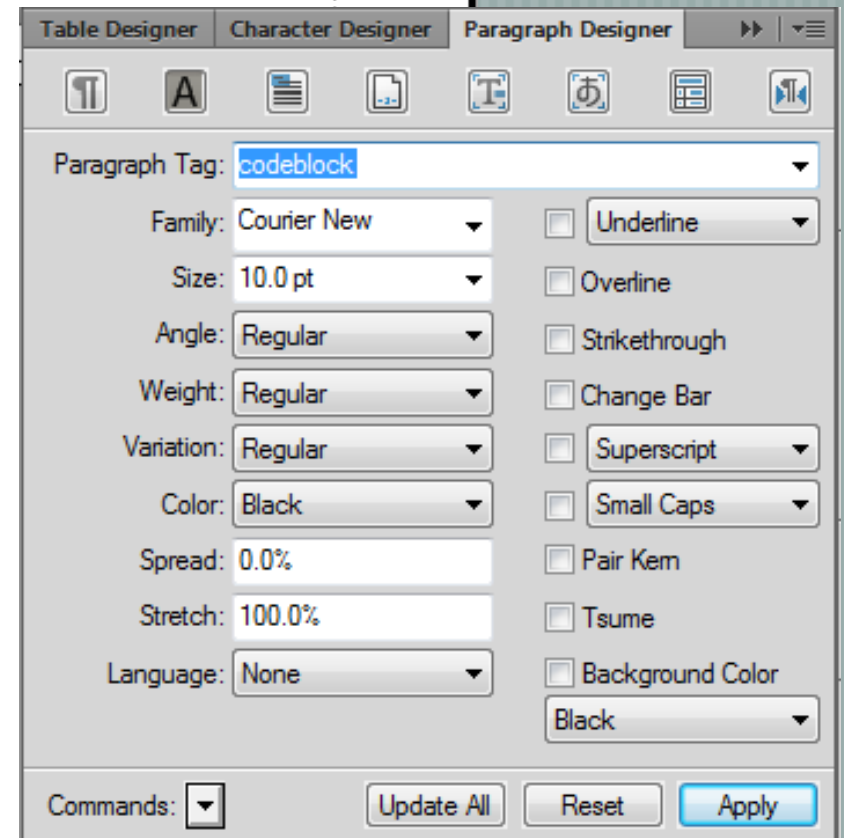 Table Designer Character Designer Paragraph Designer
Paragraph Tag: codeblock
Family: Courier New Underline
Size: 10.0 pt Overline
Angle: Regular Strikethrough
Weight: Regular Change Bar
Variation: Regular Superscript
Color: Black Small Caps
Spread: 0.0% Pair Kern
Stretch: 100.0% Tsume
Language: None Background Color
Black
Commands: Update All Reset Apply